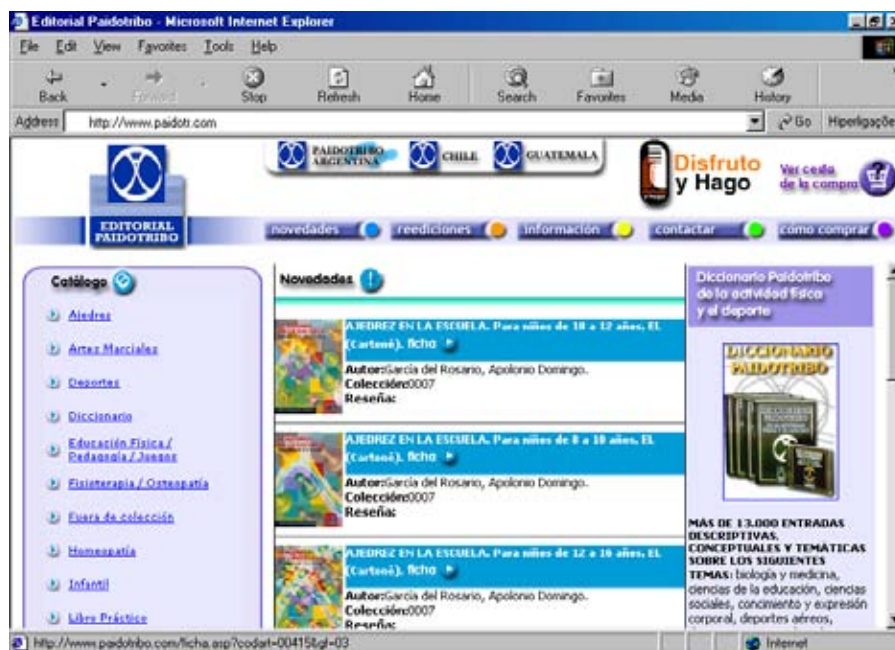 Editorial Paidotribo - Microsoft Internet Explorer
File Edit View Favorites Tools Help
Back Forward Stop Refresh Home Search Favorites Media History
Address http://www.paidotr.com Go Hiperligaçõe
PAIDOTRIBO ARGENTINA CHILE GUATEMALA
Disfruto y Hago
Ver cesta de la compra
EDITORIAL PAIDOTRIBO
novedades reediciones información contactar cómo comprar
Catálogo
Ajedrez
Artes Marciales
Deportes
Diccionario
Educación Física /
Pedagogía / Juegos
Fisioterapia / Osteopatía
Fuera de colección
Homeopatía
Infantil
Libro Práctico
Novedades
AJEDREZ EN LA ESCUELA. Para niños de 10 a 12 años, EL
(Cartoné). ficha
Autor:García del Rosario, Apolonio Domingo.
Colección:0007
Reseña:
AJEDREZ EN LA ESCUELA. Para niños de 8 a 10 años, EL
(Cartoné). ficha
Autor:García del Rosario, Apolonio Domingo.
Colección:0007
Reseña:
AJEDREZ EN LA ESCUELA. Para niños de 12 a 16 años, EL
(Cartoné). ficha
Autor:García del Rosario, Apolonio Domingo.
Colección:0007
Reseña:
Diccionario Paidotribo
de la actividad física
y el deporte
DICCIONARIO
PAIDOTRIBO
MÁS DE 13.000 ENTRADAS
DESCRIPTIVAS,
CONCEPTUALES Y TEMÁTICAS
SOBRE LOS SIGUIENTES
TEMAS: biología y medicina,
ciencias de la educación, ciencias
sociales, concimiento y expresión
corporal, deportes aéreos,
http://www.paidotribo.com/ficha.asp?codart=00415&gf=03 Internet